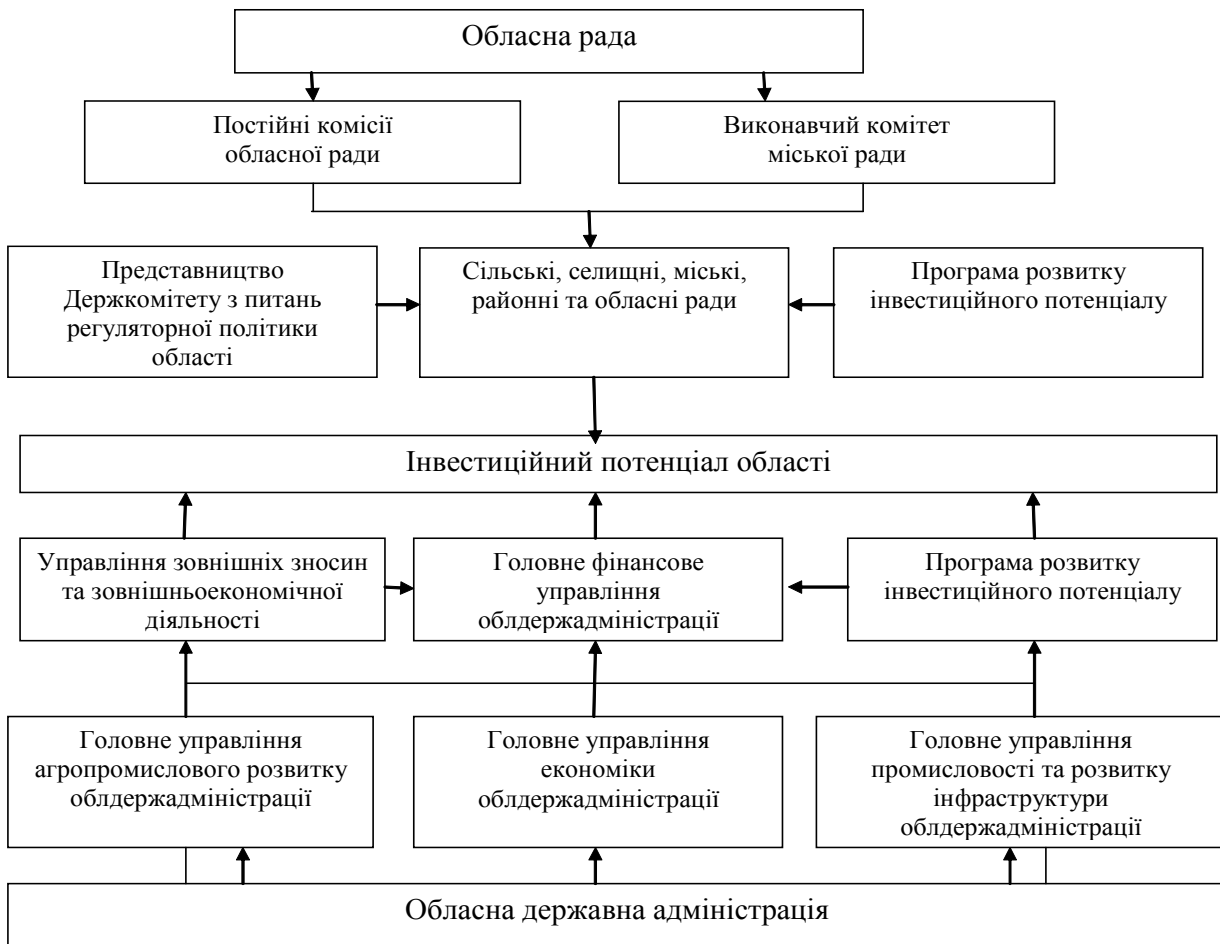 Обласна рада
Постійні комісії
обласної ради
Виконавчий комітет
міської ради
Представництво
Держкомітету з питань
регуляторної політики
області
Сільські, селищні, міські,
районні та обласні ради
Програма розвитку
інвестиційного потенціалу
Інвестиційний потенціал області
Управління зовнішніх зносин
та зовнішньоекономічної
діяльності
Головне фінансове
управління
облдержадміністрації
Програма розвитку
інвестиційного потенціалу
Головне управління
агропромислового розвитку
облдержадміністрації
Головне управління
економіки
облдержадміністрації
Головне управління
промисловості та розвитку
інфраструктури
облдержадміністрації
Обласна державна адміністрація